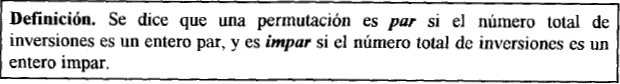 Definición. Se dice que una permutación es par si el número total de
inversiones es un entero par, y es impar si el número total de inversiones es un
entero impar.